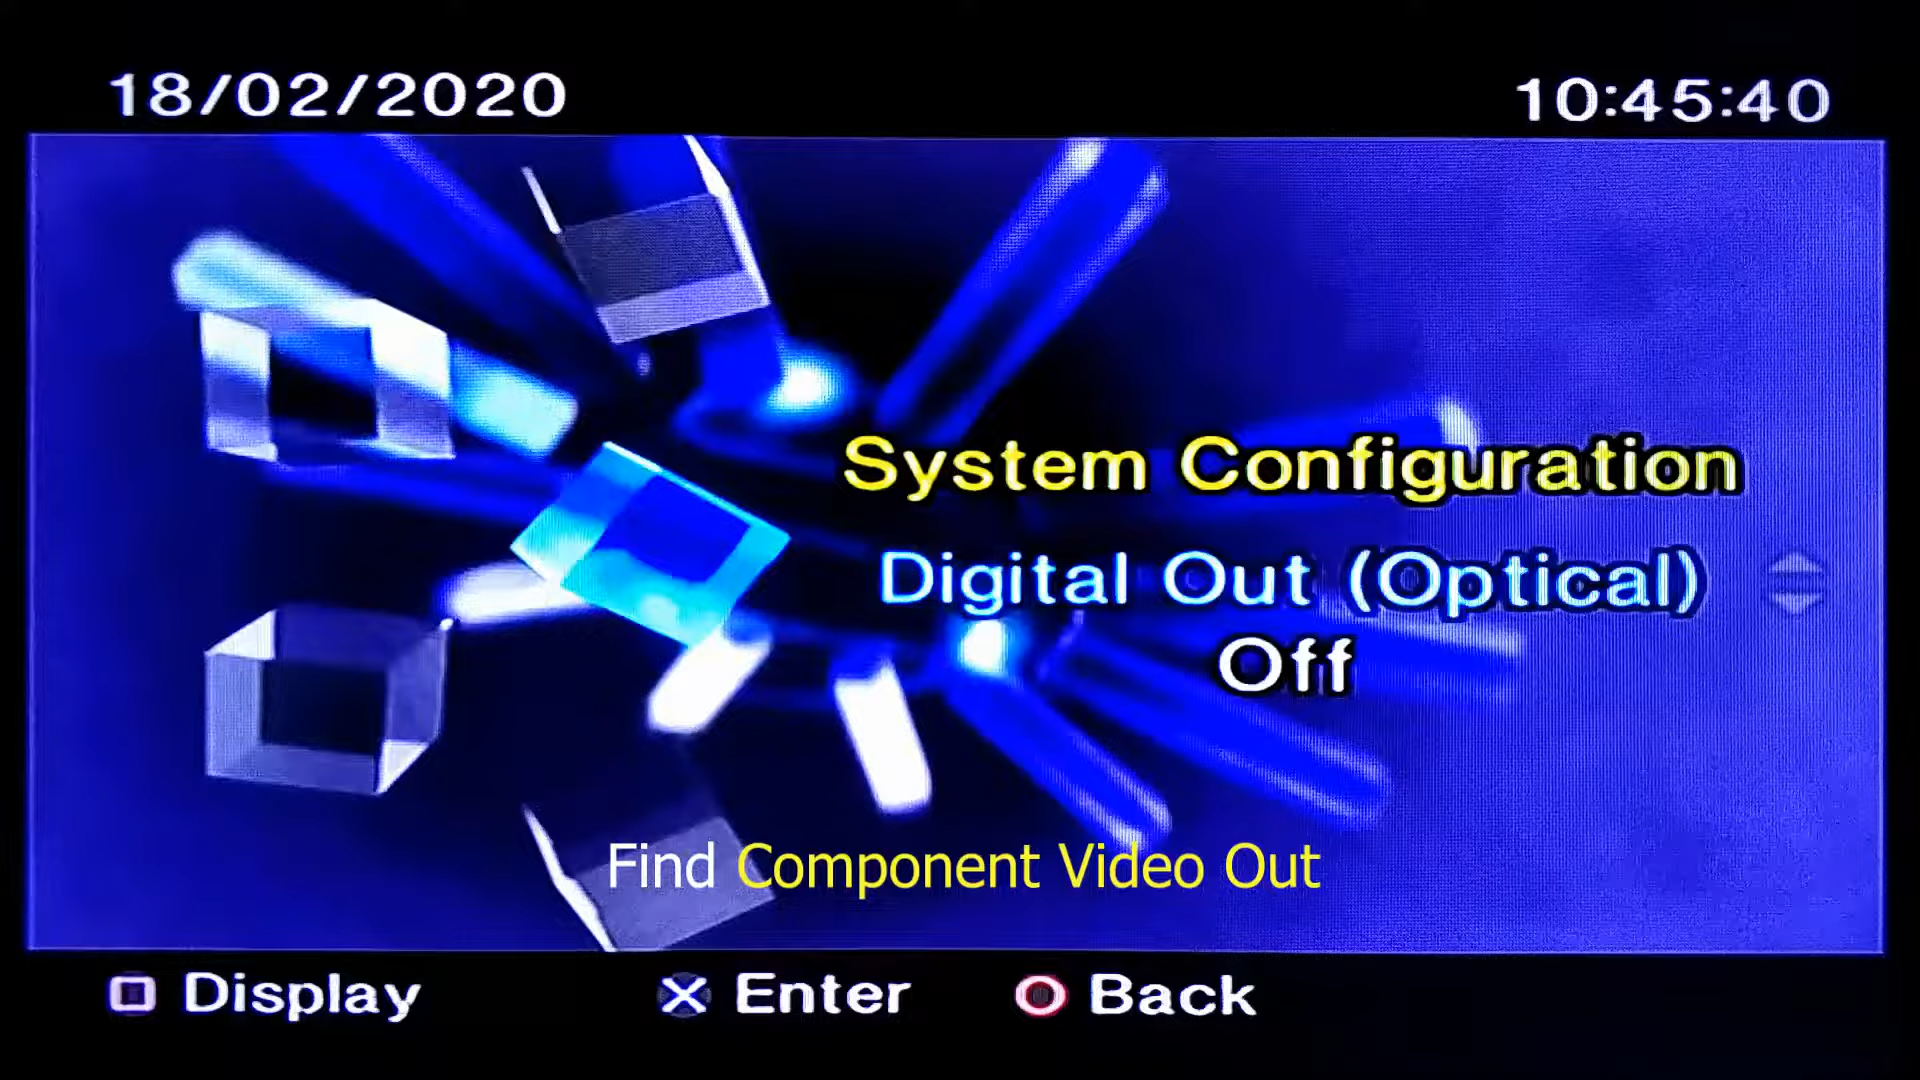 18/02/2020
10:45:40
System Configuration
Digital Out (Optical)
Off
Find Component Video Out
Display
Enter
Back